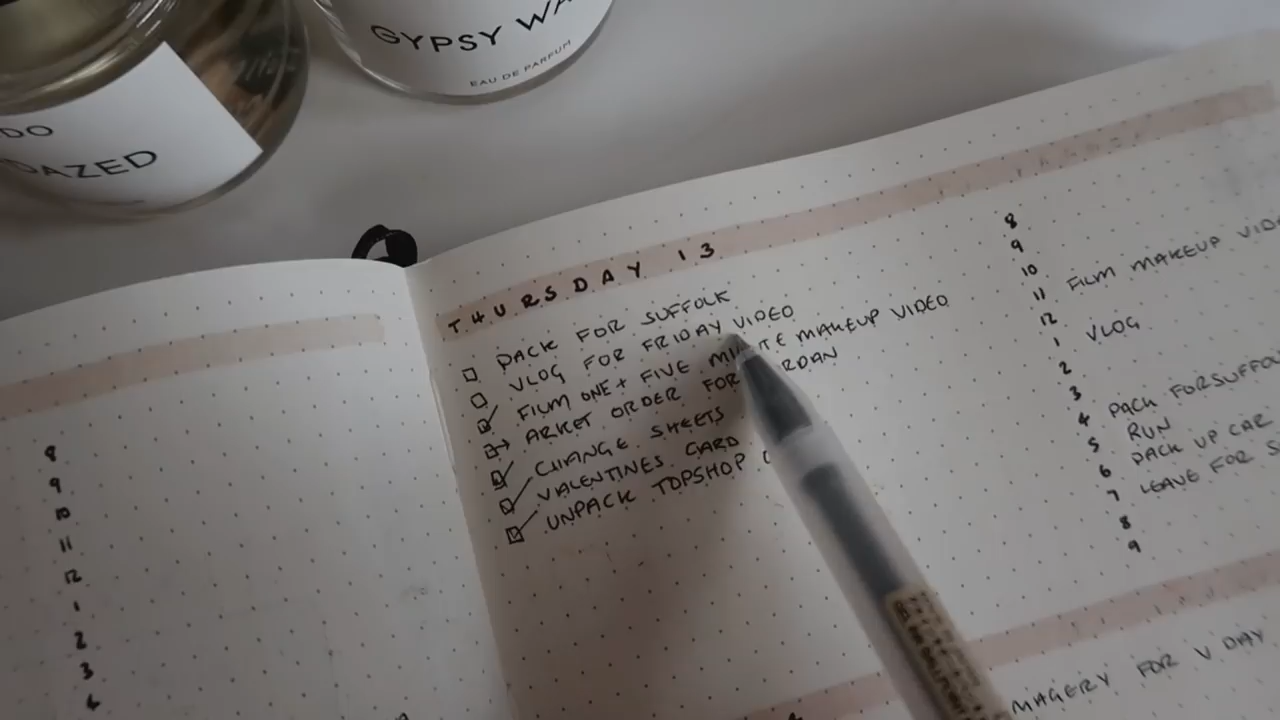 GYPSY WA
EAU DE PARFUM
DO
DAZED
THURSDAY 13
PACK FOR SUFFOLK
VLOG FOR FRIDAY VIDEO
FILM ONE + FIVE MINUTE MAKEUP VIDEO
ARKET ORDER FOR
CHANGE SHEETS
VALENTINES CARD
UNPACK TOPSHOP
8
9
10
11 FILM MAKEUP VID
12
1 VLOG
2
3
4 PACK FOR SUFFO
5 RUN
6 PACK UP CAR
7 LEAVE FOR S
8
9
8
9
10
11
12
1
2
3
4
MAGERY FOR V DAY